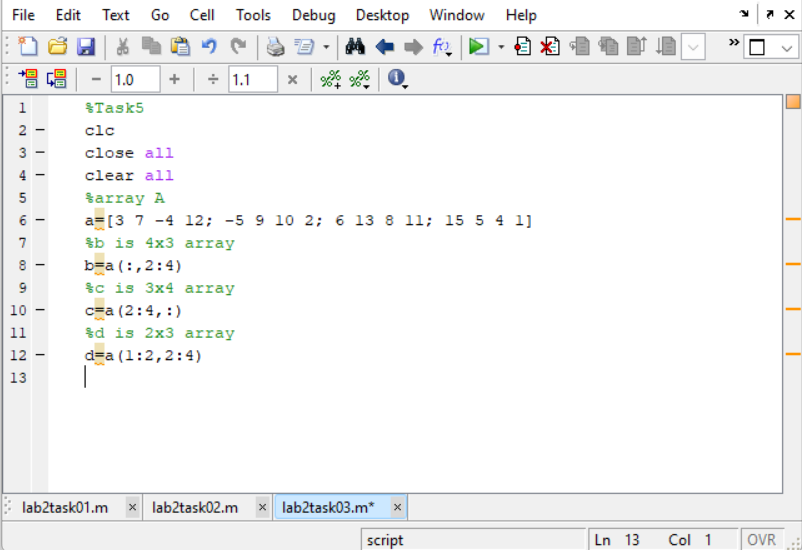 File Edit Text Go Cell Tools Debug Desktop Window Help
− 1.0 + ÷ 1.1 ×
1 %Task5
2 − clc
3 − close all
4 − clear all
5 %array A
6 − a=[3 7 -4 12; -5 9 10 2; 6 13 8 11; 15 5 4 1]
7 %b is 4x3 array
8 − b=a(:,2:4)
9 %c is 3x4 array
10 − c=a(2:4,:)
11 %d is 2x3 array
12 − d=a(1:2,2:4)
13
lab2task01.m × lab2task02.m × lab2task03.m* ×
script Ln 13 Col 1 OVR